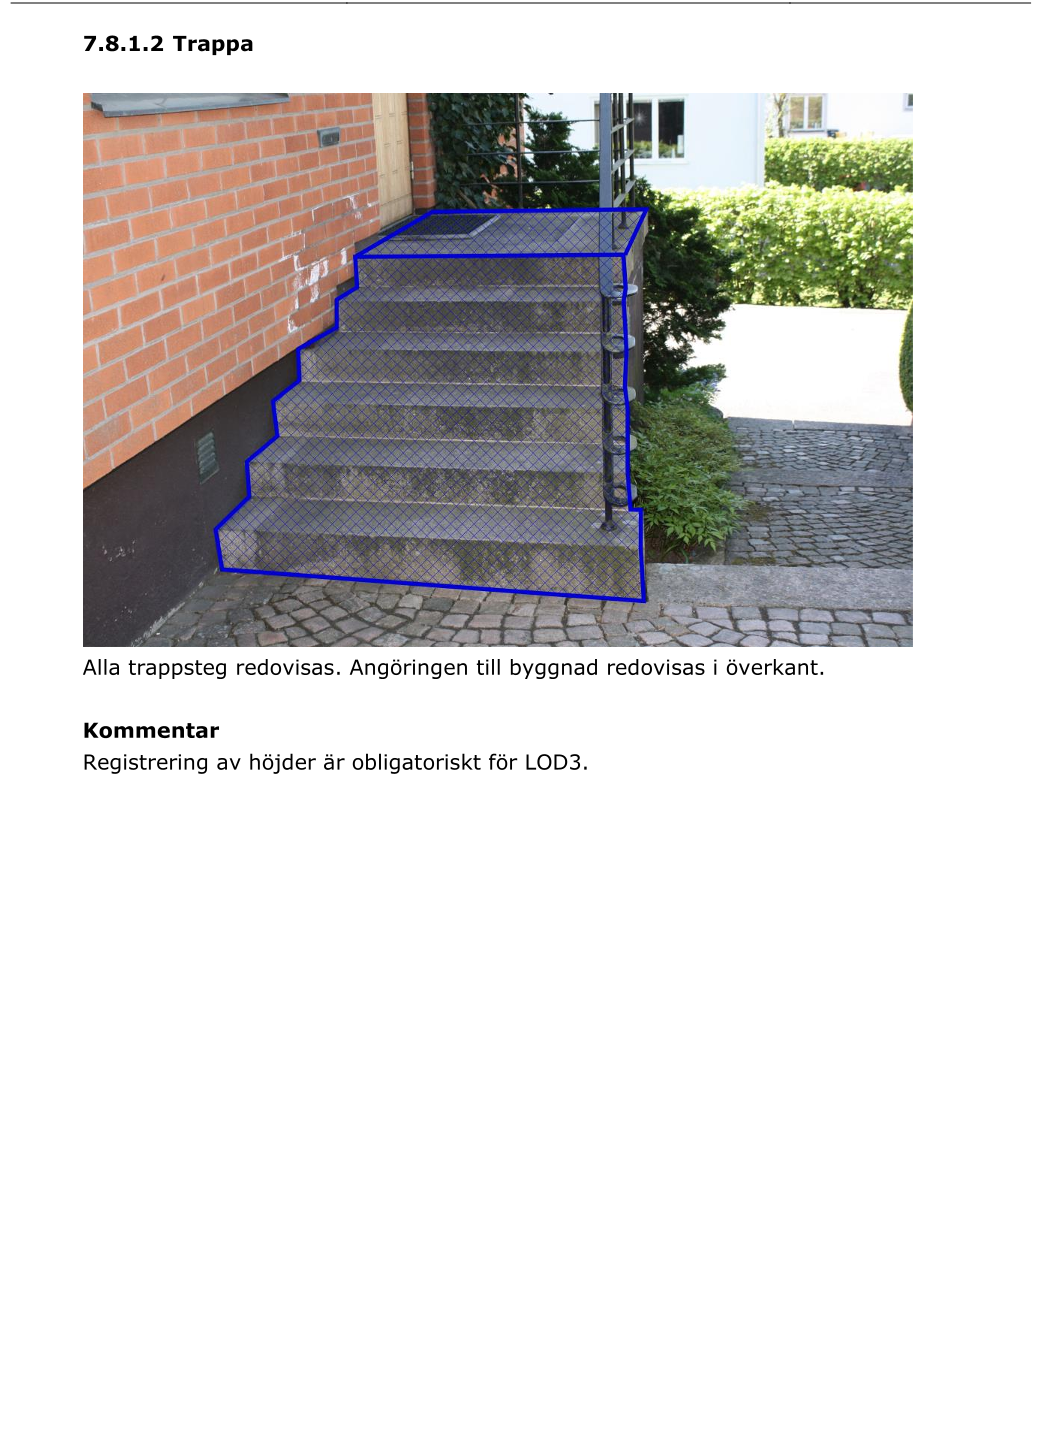 7.8.1.2 Trappa
Alla trappsteg redovisas. Angöringen till byggnad redovisas i överkant.
Kommentar
Registrering av höjder är obligatoriskt för LOD3.